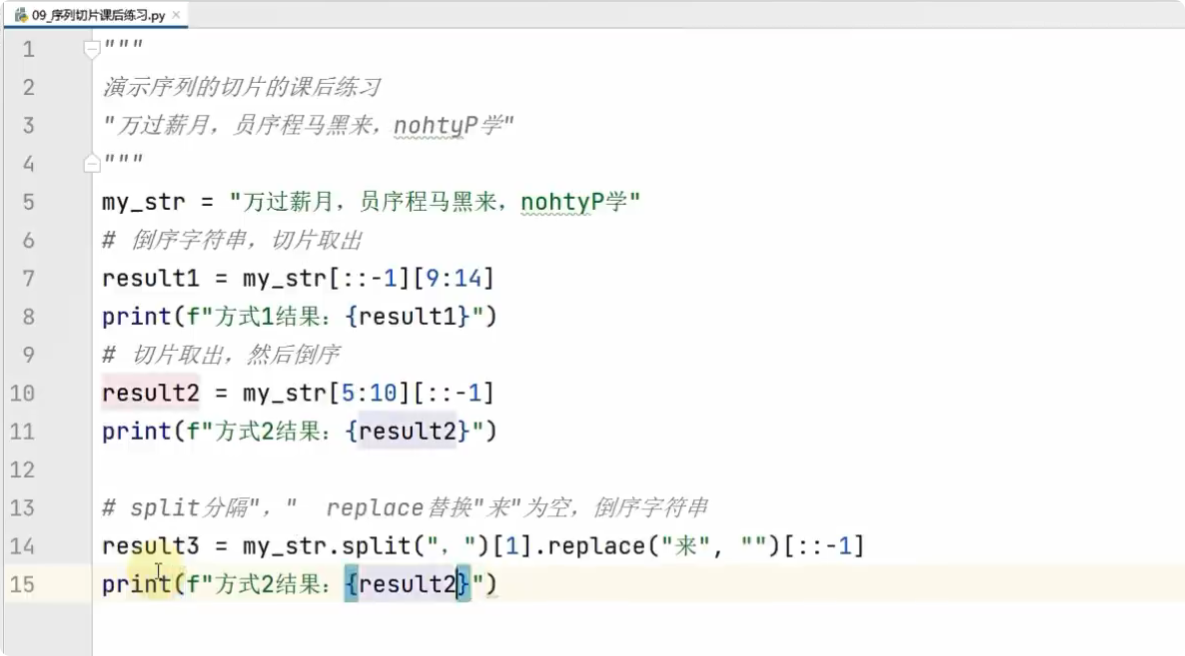 09_序列切片课后练习.py ×
1 """
2 演示序列的切片的课后练习
3 "万过薪月，员序程马黑来，nohtyP学"
4 """
5 my_str = "万过薪月，员序程马黑来，nohtyP学"
6 # 倒序字符串，切片取出
7 result1 = my_str[::-1][9:14]
8 print(f"方式1结果：{result1}")
9 # 切片取出，然后倒序
10 result2 = my_str[5:10][::-1]
11 print(f"方式2结果：{result2}")
12
13 # split分隔"，" replace替换"来"为空，倒序字符串
14 result3 = my_str.split("，")[1].replace("来", "")[::-1]
15 print(f"方式2结果：{result2}")